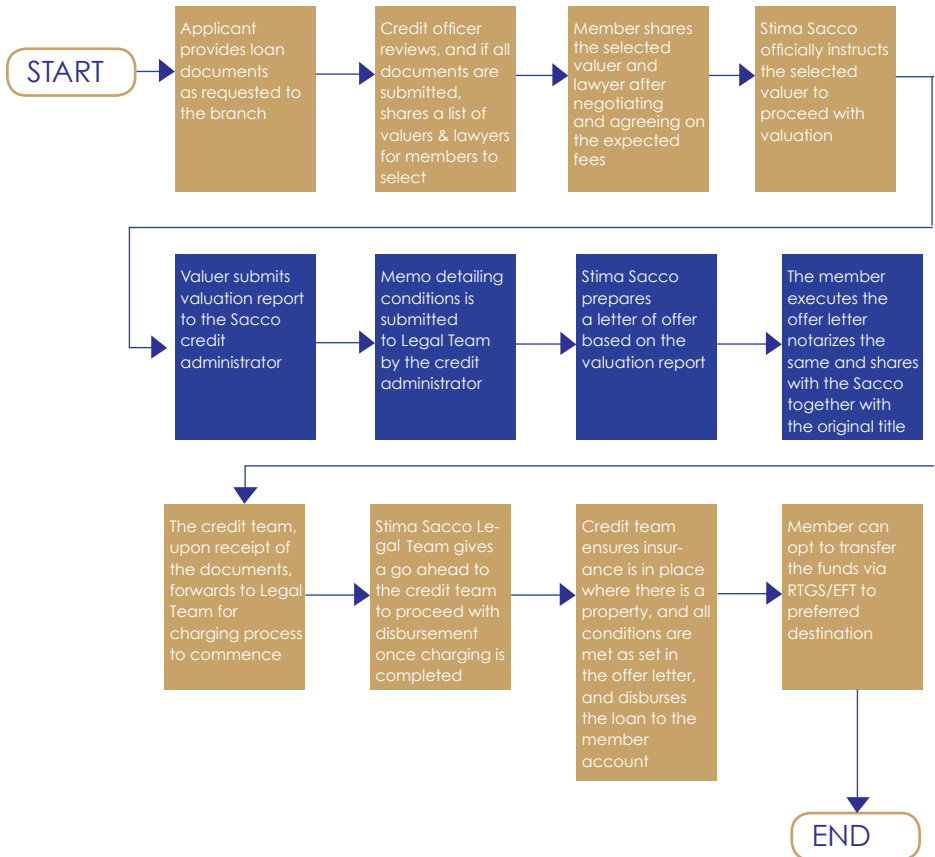 START
Applicant
provides loan
documents
as requested to
the branch
Credit officer
reviews, and if all
documents are
submitted,
shares a list of
valuers & lawyers
for members to
select
Member shares
the selected
valuer and
lawyer after
negotiating
and agreeing on
the expected
fees
Stima Sacco
officially instructs
the selected
valuer to
proceed with
valuation
Valuer submits
valuation report
to the Sacco
credit
administrator
Memo detailing
conditions is
submitted
to Legal Team
by the credit
administrator
Stima Sacco
prepares
a letter of offer
based on the
valuation report
The member
executes the
offer letter
notarizes the
same and shares
with the Sacco
together with
the original title
The credit team,
upon receipt of
the documents,
forwards to Legal
Team for
charging process
to commence
Stima Sacco Le-
gal Team gives
a go ahead to
the credit team
to proceed with
disbursement
once charging is
completed
Credit team
ensures insur-
ance is in place
where there is a
property, and all
conditions are
met as set in
the offer letter,
and disburses
the loan to the
member
account
Member can
opt to transfer
the funds via
RTGS/EFT to
preferred
destination
END